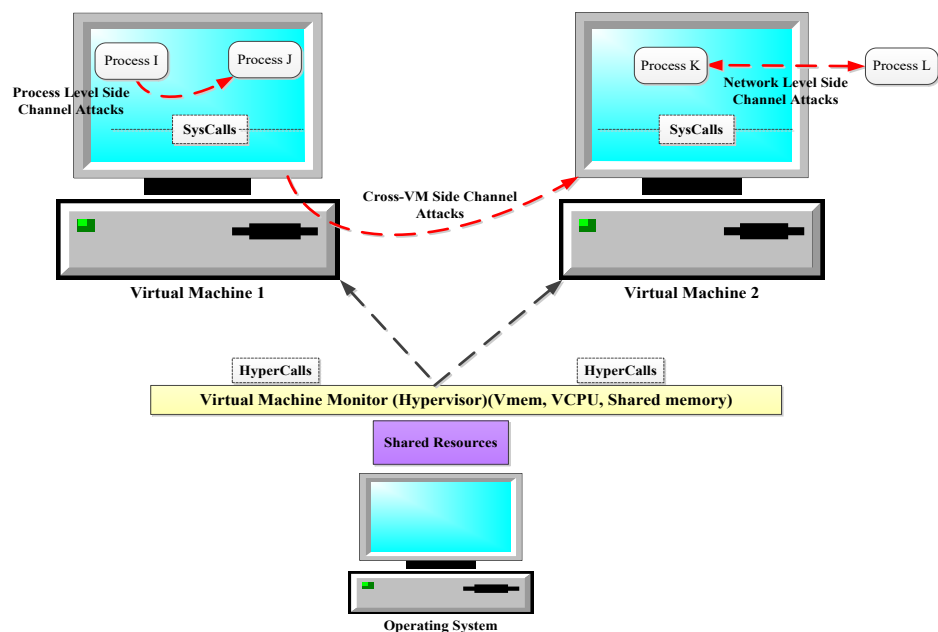 Process I
Process J
Process Level Side
Channel Attacks
SysCalls
Process K
Process L
Network Level Side
Channel Attacks
SysCalls
Cross-VM Side Channel
Attacks
Virtual Machine 1
Virtual Machine 2
HyperCalls
HyperCalls
Virtual Machine Monitor (Hypervisor)(Vmem, VCPU, Shared memory)
Shared Resources
Operating System